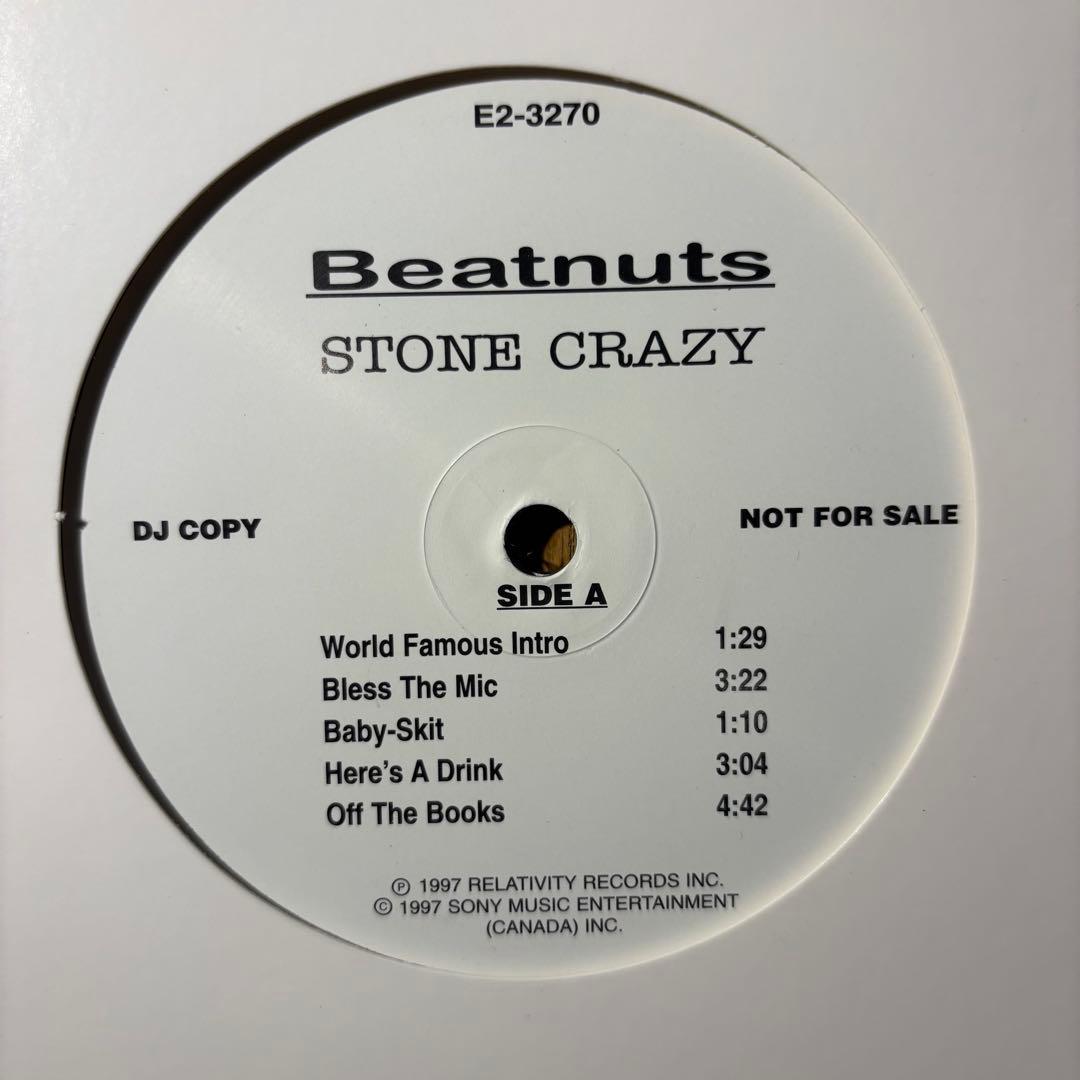 E2-3270
Beatnuts
STONE CRAZY
DJ COPY
NOT FOR SALE
SIDE A
World Famous Intro 1:29
Bless The Mic 3:22
Baby-Skit 1:10
Here's A Drink 3:04
Off The Books 4:42
℗ 1997 RELATIVITY RECORDS INC.
© 1997 SONY MUSIC ENTERTAINMENT
(CANADA) INC.